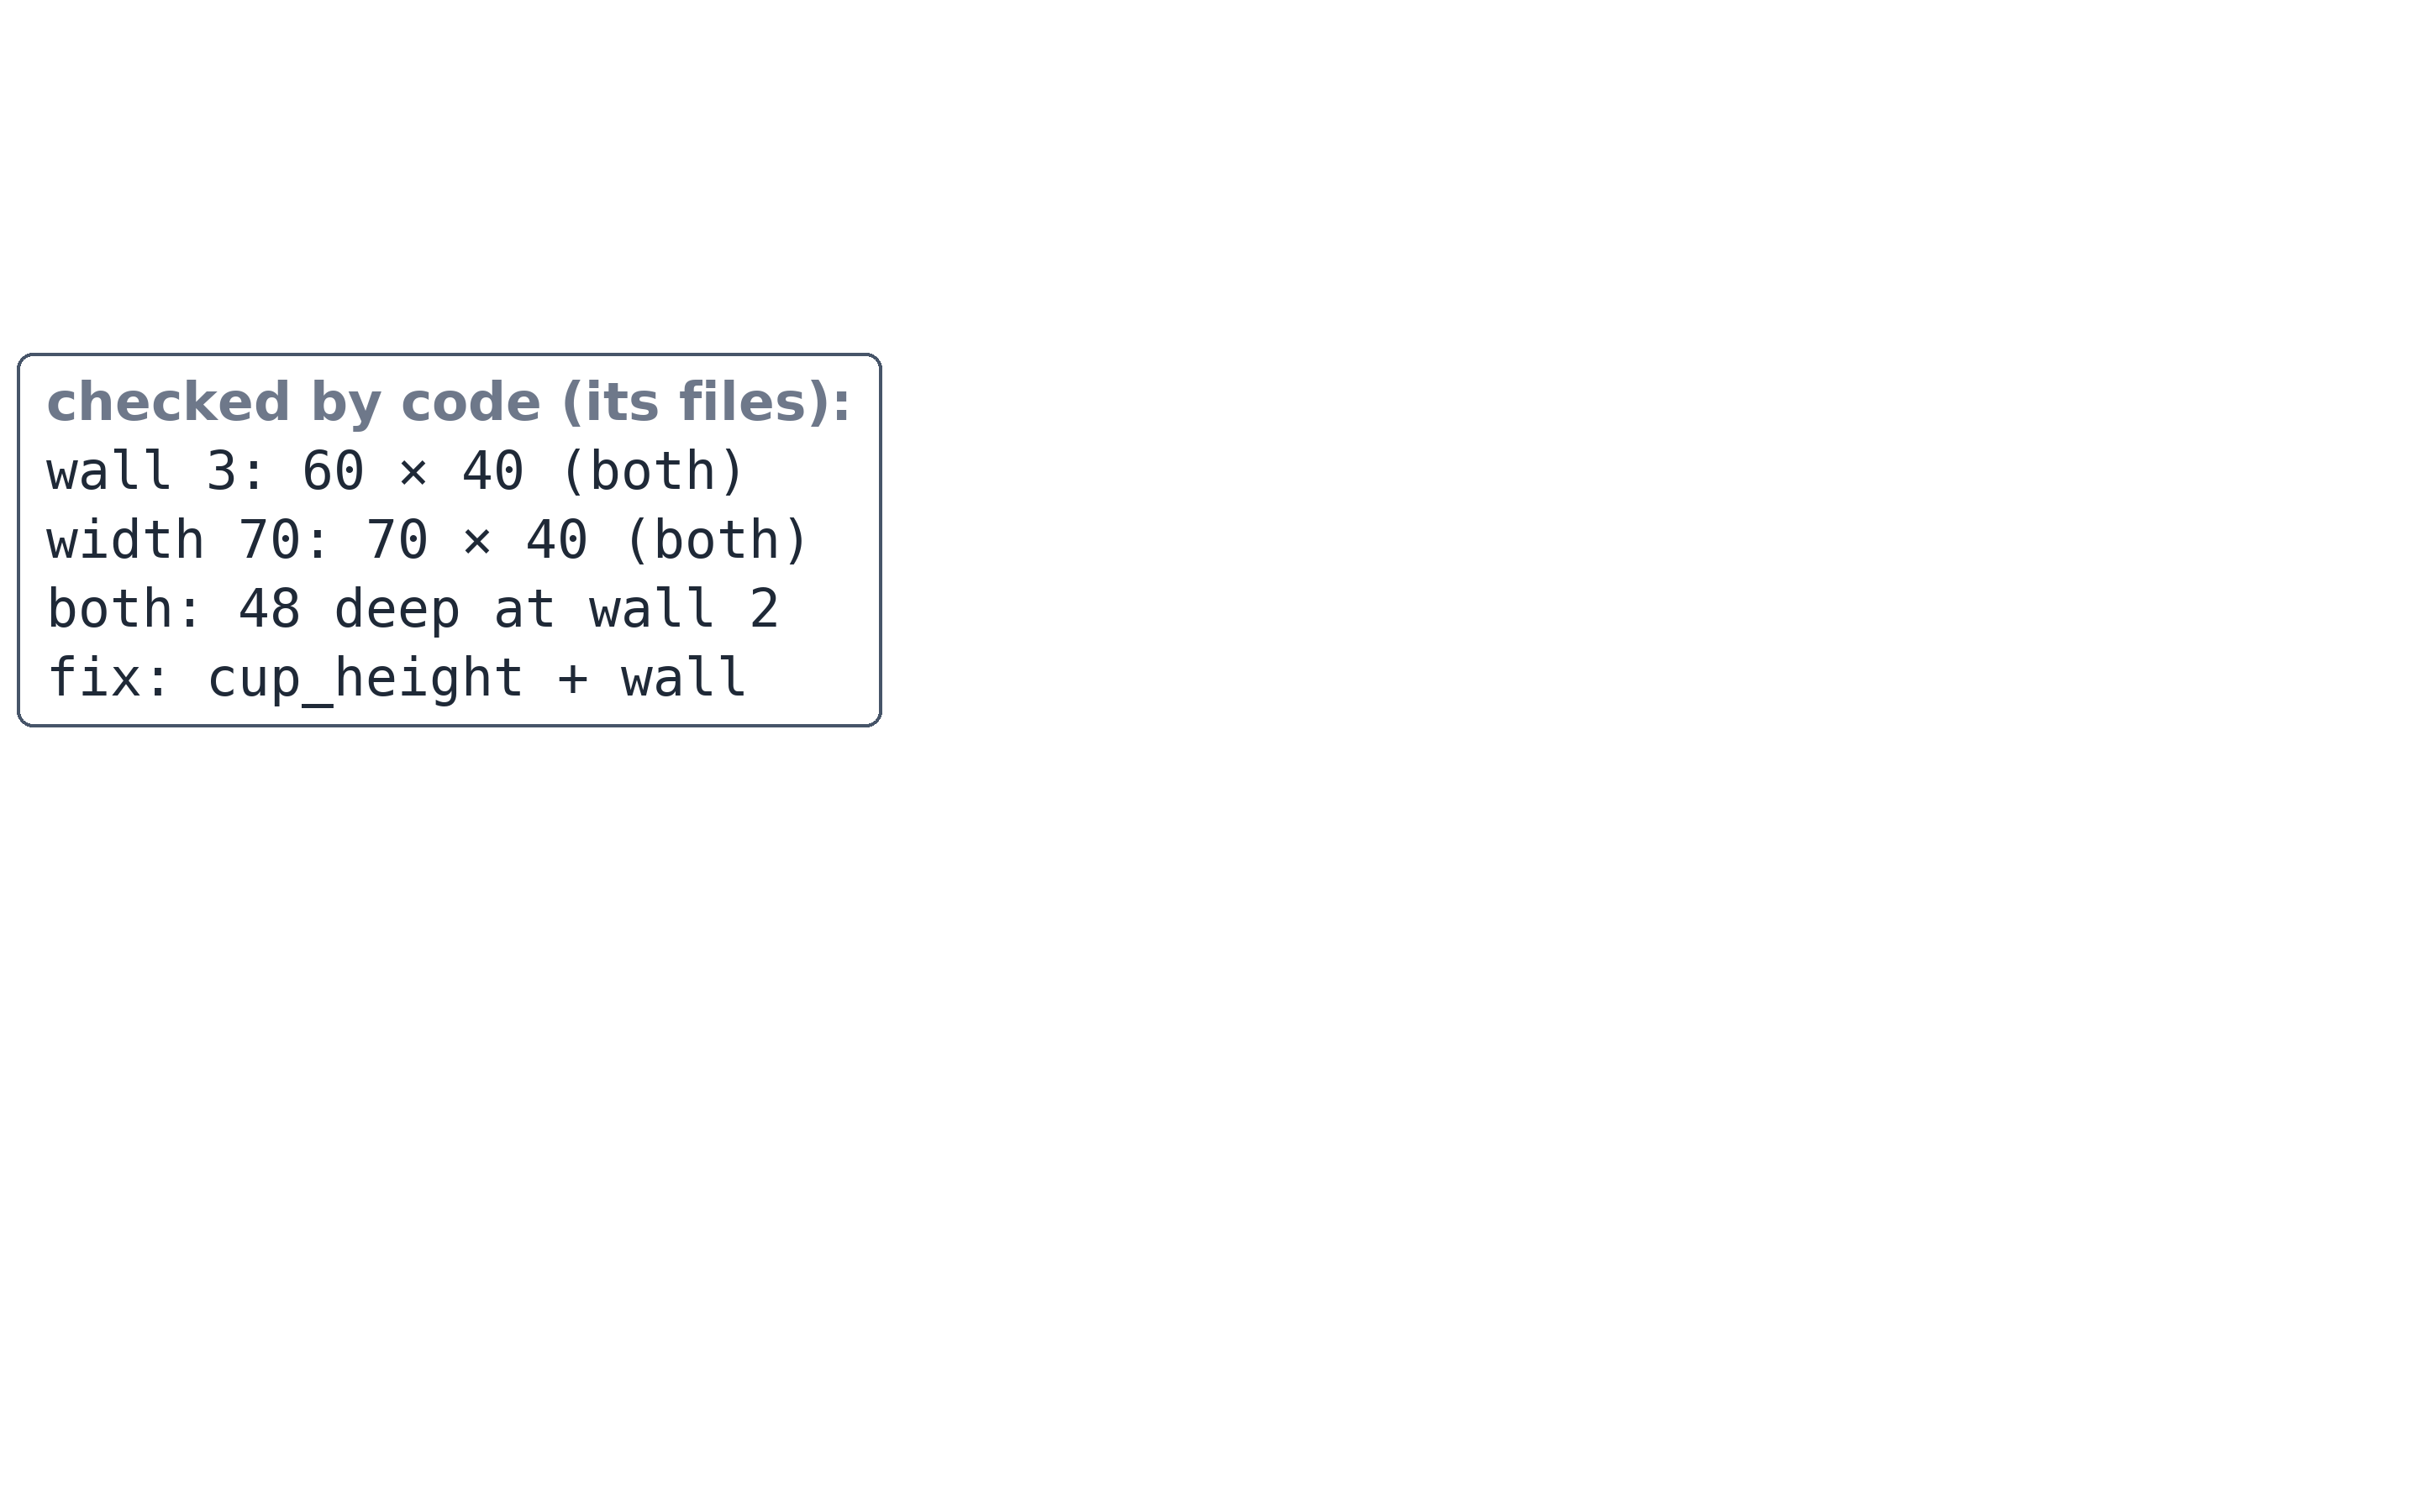 checked by code (its files):
wall 3: 60 × 40 (both)
width 70: 70 × 40 (both)
both: 48 deep at wall 2
fix: cup_height + wall